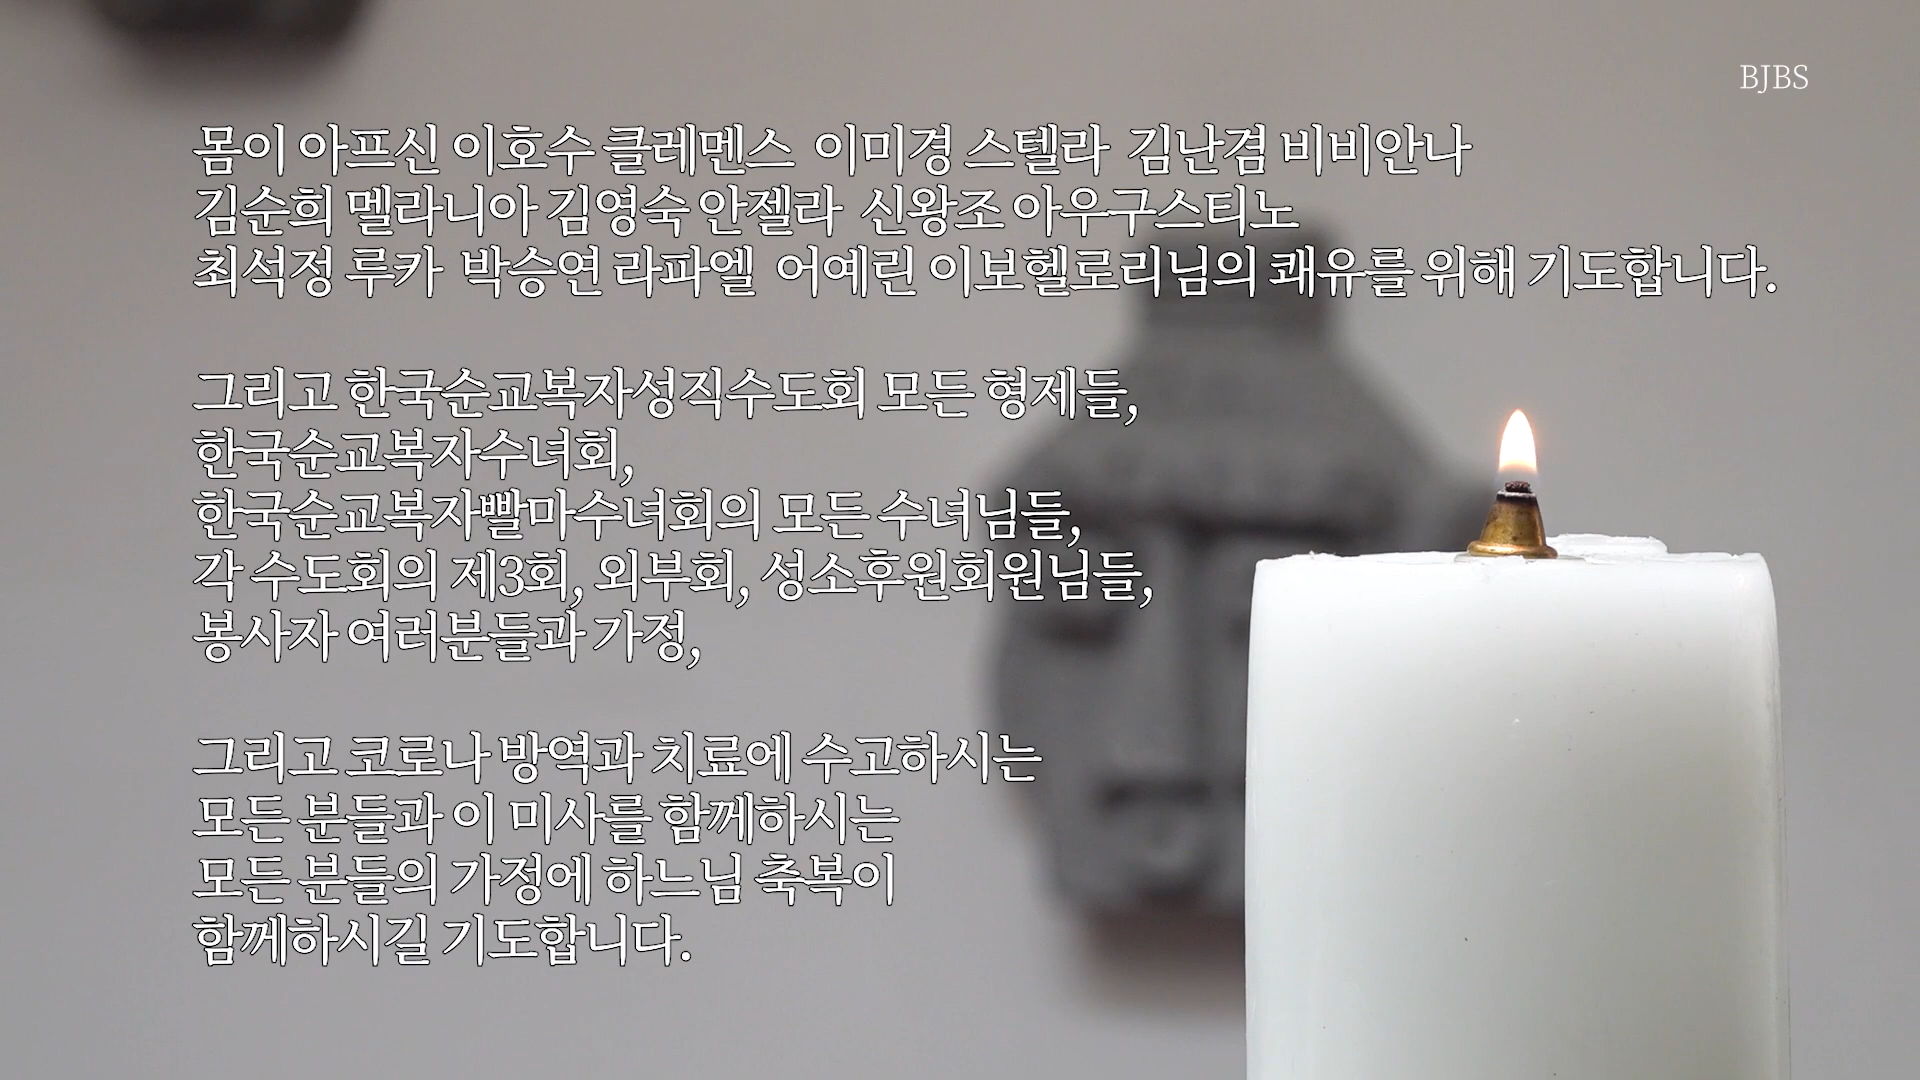 BJBS
몸이 아프신 이호수 클레멘스 이미경 스텔라 김난겸 비비안나
김순희 멜라니아 김영숙 안젤라 신왕조 아우구스티노
최석정 루카 박승연 라파엘 어예린 이보헬로리님의 쾌유를 위해 기도합니다.
그리고 한국순교복자성직수도회 모든 형제들,
한국순교복자수녀회,
한국순교복자빨마수녀회의 모든 수녀님들,
각 수도회의 제3회, 외부회, 성소후원회원님들,
봉사자 여러분들과 가정,
그리고 코로나 방역과 치료에 수고하시는
모든 분들과 이 미사를 함께하시는
모든 분들의 가정에 하느님 축복이
함께하시길 기도합니다.